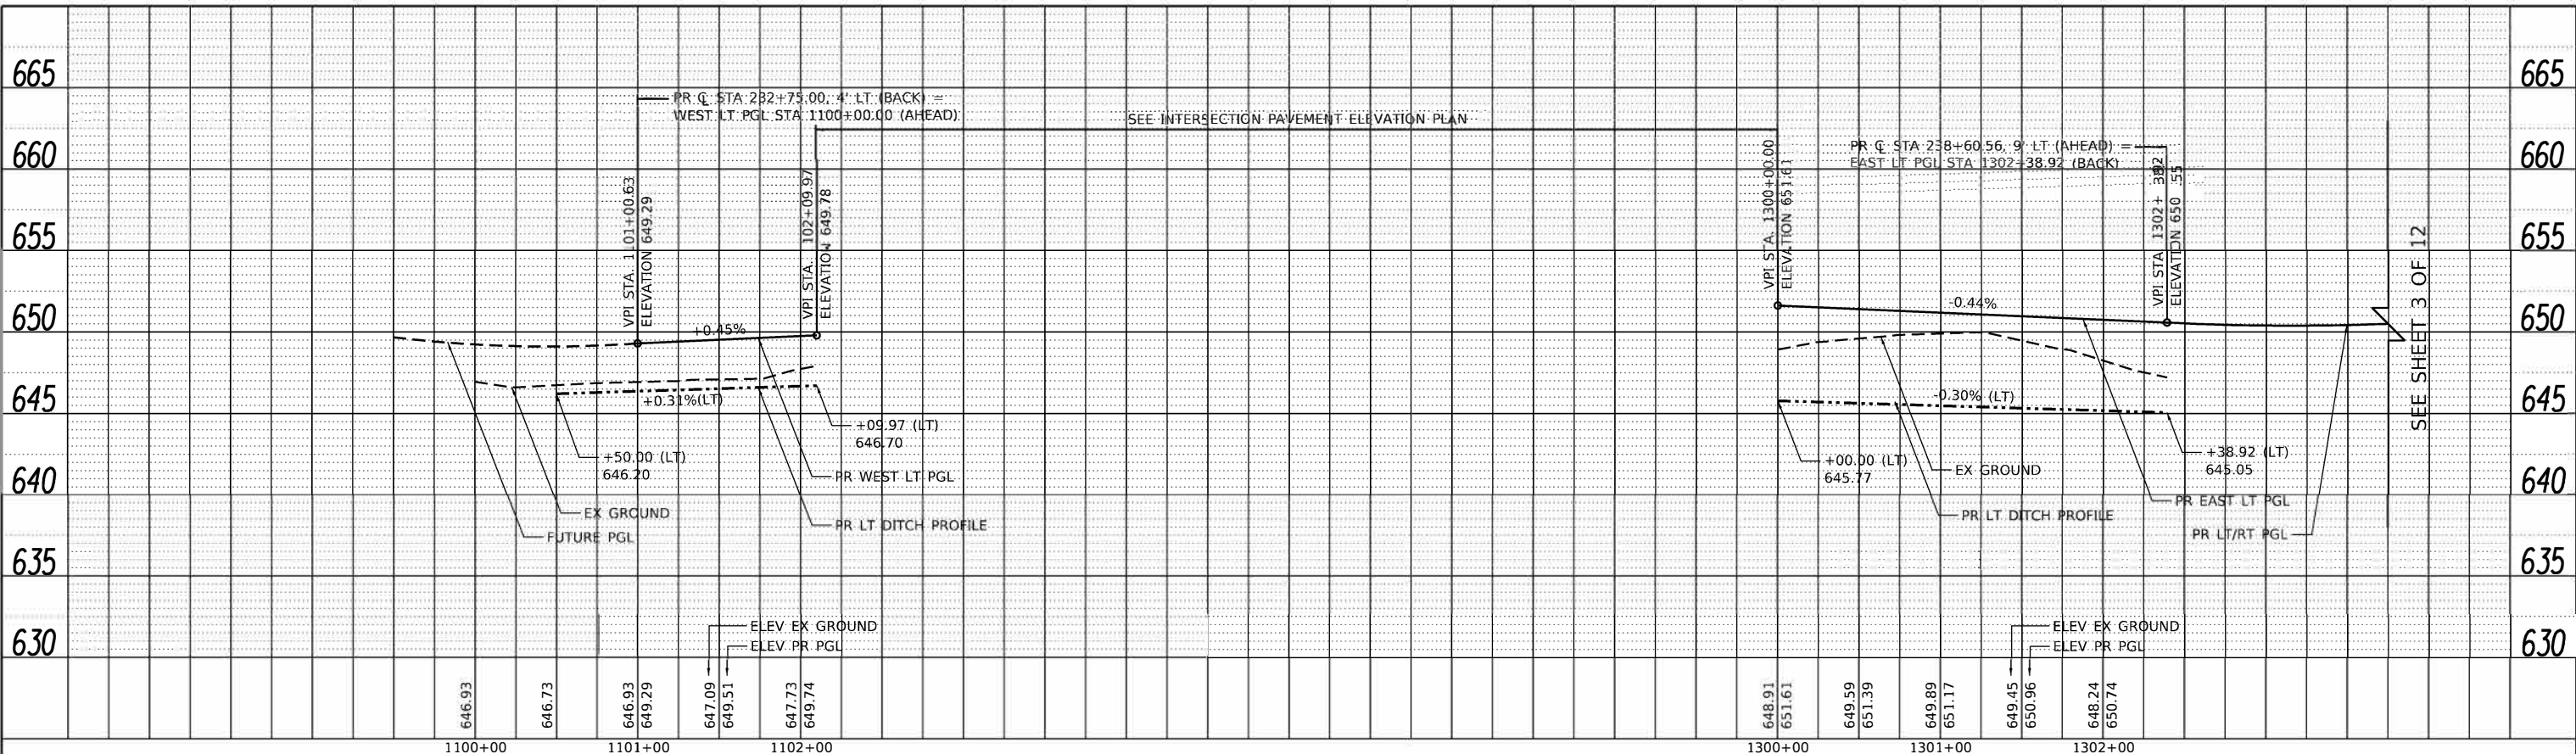 665
660
655
650
645
640
635
630
PR ℄ STA 232+75.00, 4' LT (BACK) =
WEST LT PGL STA 1100+00.00 (AHEAD)
SEE INTERSECTION PAVEMENT ELEVATION PLAN
PR ℄ STA 238+60.56, 9' LT (AHEAD) =
EAST LT PGL STA 1302+38.92 (BACK)
VPI STA. 1101+00.63
ELEVATION 649.29
VPI STA. 102+09.97
ELEVATION 649.78
VPI STA. 1300+00.00
ELEVATION 651.61
VPI STA 1302+
ELEVATION 650 .55
+0.45%
-0.44%
+0.31%(LT)
-0.30% (LT)
+09.97 (LT)
646.70
+50.00 (LT)
646.20
PR WEST LT PGL
EX GROUND
PR LT DITCH PROFILE
FUTURE PGL
+00.00 (LT)
645.77
EX GROUND
PR LT DITCH PROFILE
+38.92 (LT)
645.05
PR EAST LT PGL
PR LT/RT PGL
SEE SHEET 3 OF 12
665
660
655
650
645
640
635
630
ELEV EX GROUND
ELEV PR PGL
ELEV EX GROUND
ELEV PR PGL
646.93
646.73
646.93
649.29
647.09
649.51
647.73
649.74
648.91
651.61
649.59
651.39
649.89
651.17
649.45
650.96
648.24
650.74
1100+00
1101+00
1102+00
1300+00
1301+00
1302+00